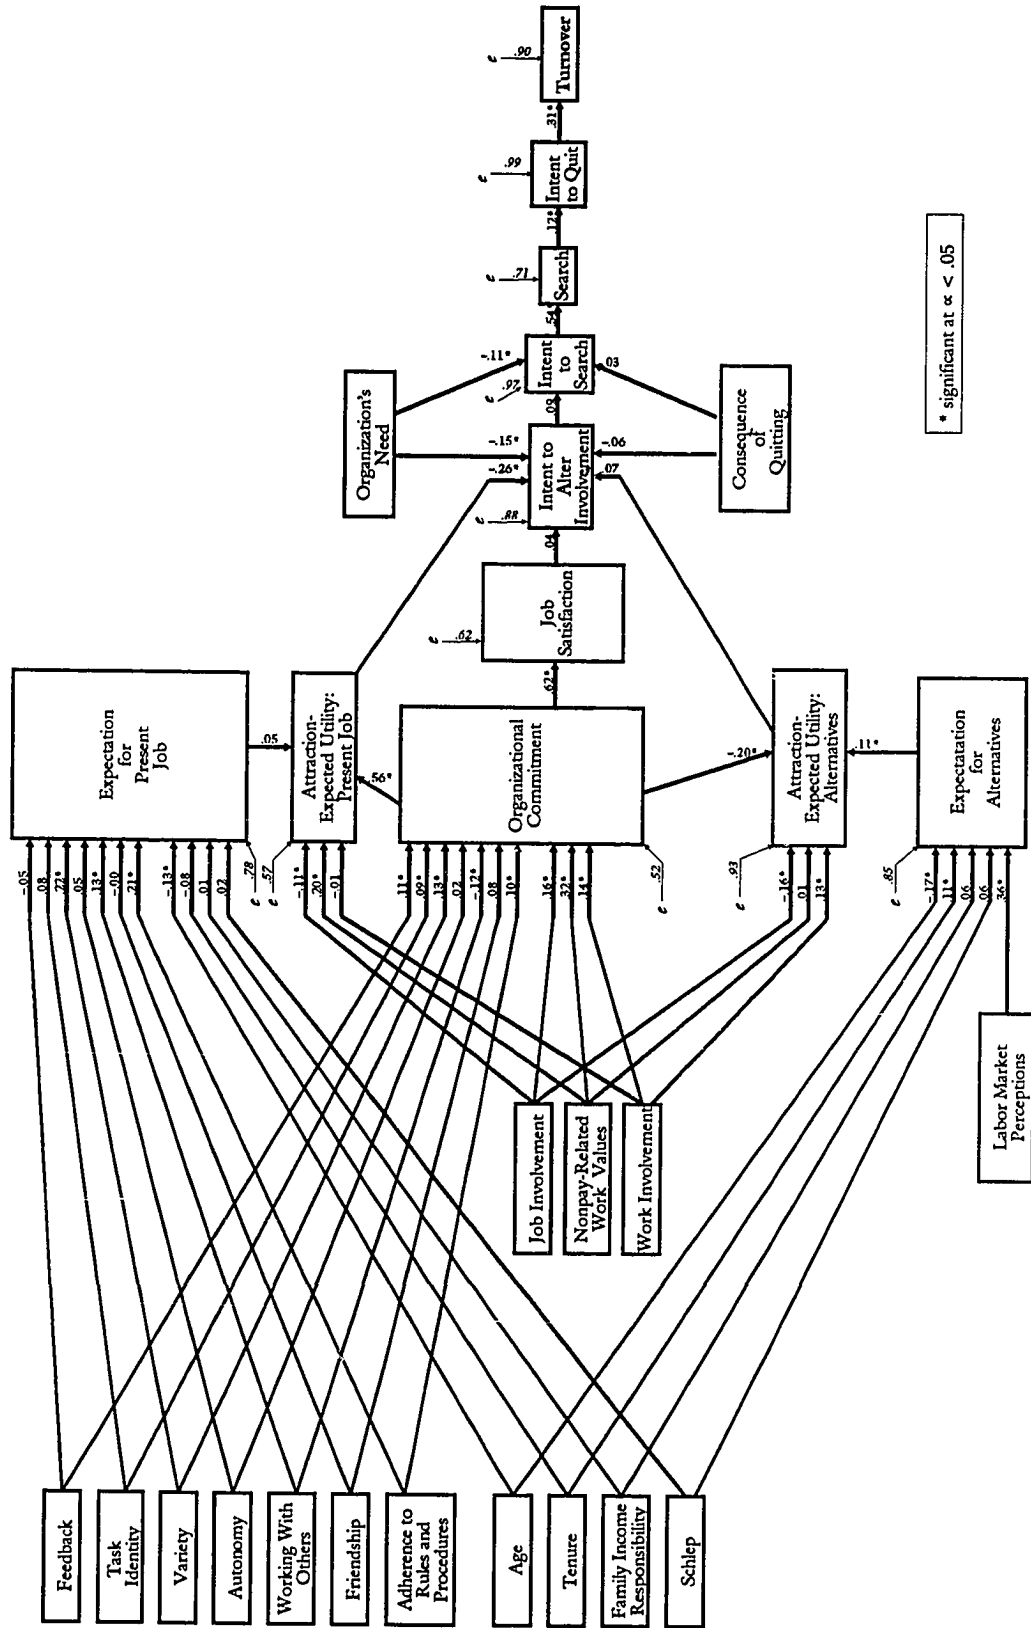 Feedback
Task
Identity
Variety
Autonomy
Working With
Others
Friendship
Adherence to
Rules and
Procedures
Age
Tenure
Family Income
Responsibility
Schlep
Job Involvement
Nonpay-Related
Work Values
Work Involvement
Labor Market
Perceptions
-.05
.08
.22*
.05
.13*
-.00
.21*
-.13*
-.08
.01
.02
e .78
Expectation
for
Present
Job
.05
e .57
-.11*
.20*
-.01
Attraction-
Expected Utility:
Present Job
.56*
.11*
.09*
.13*
.02
-.12*
.08
.10*
.16*
.32*
.14*
e .52
Organizational
Commitment
-.20*
e .93
-.16*
.01
.13*
Attraction-
Expected Utility:
Alternatives
.11*
e .85
-.17*
.11*
.06
.06
.36*
Expectatation
for
Alternatives
.62*
e .62
Job
Satisfaction
.04
e .88
-.26*
-.15*
-.06
.07
Intent to
Alter
Involvement
Organization's
Need
Consequence
of
Quitting
.09
e .97
-.11*
.03
Intent
to
Search
.54*
e .71
Search
.12*
e .99
Intent
to Quit
.31*
e .90
Turnover
* significant at ∝ < .05